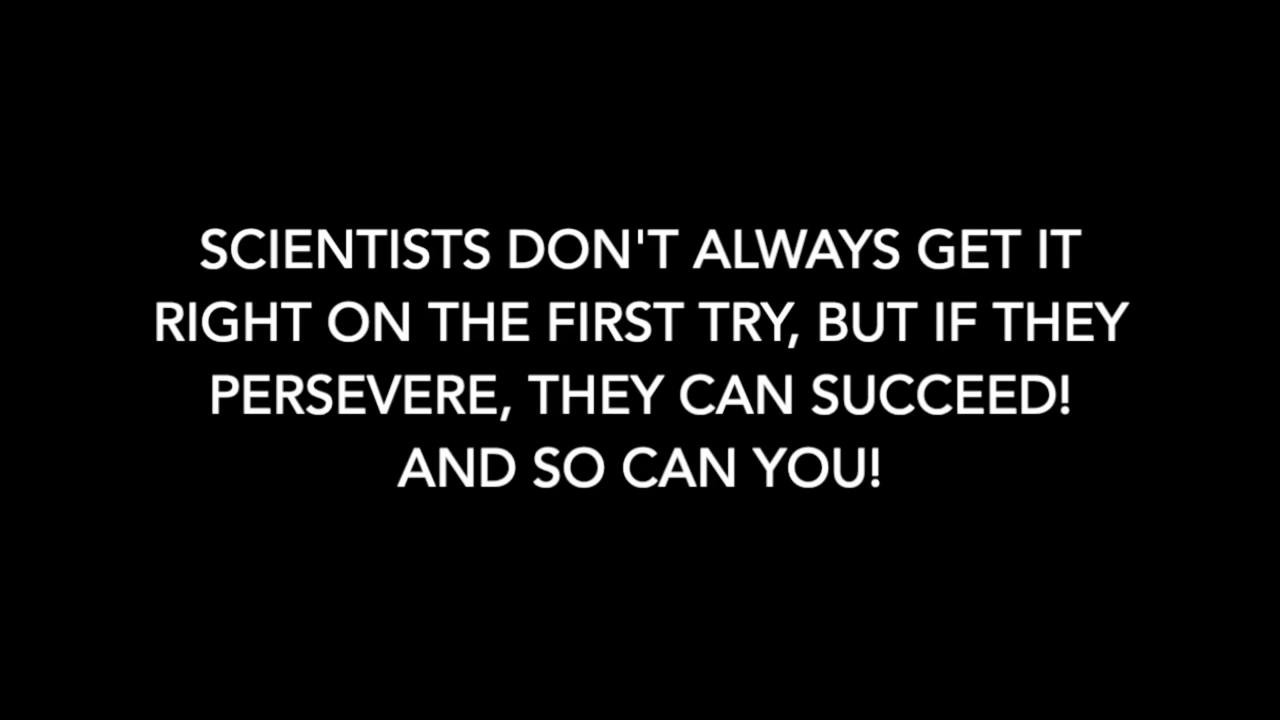 SCIENTISTS DON'T ALWAYS GET IT
RIGHT ON THE FIRST TRY, BUT IF THEY
PERSEVERE, THEY CAN SUCCEED!
AND SO CAN YOU!